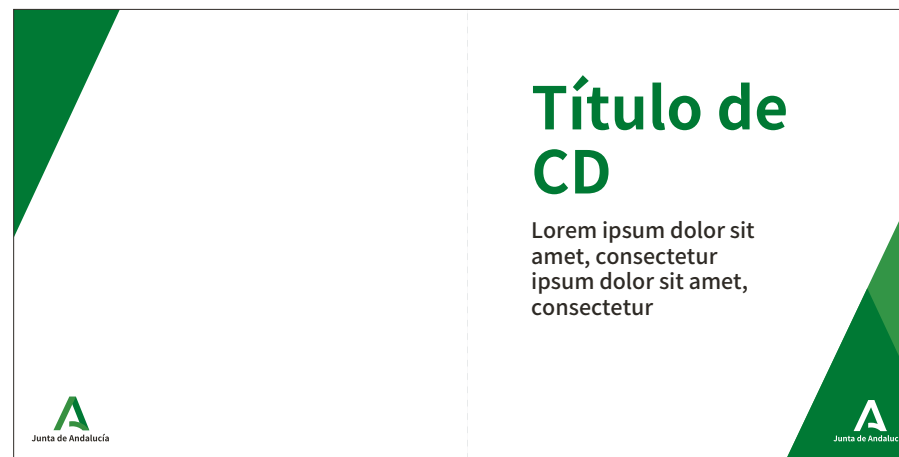 Título de
CD
Lorem ipsum dolor sit
amet, consectetur
ipsum dolor sit amet,
consectetur
Junta de Andalucía
Junta de Andaluc